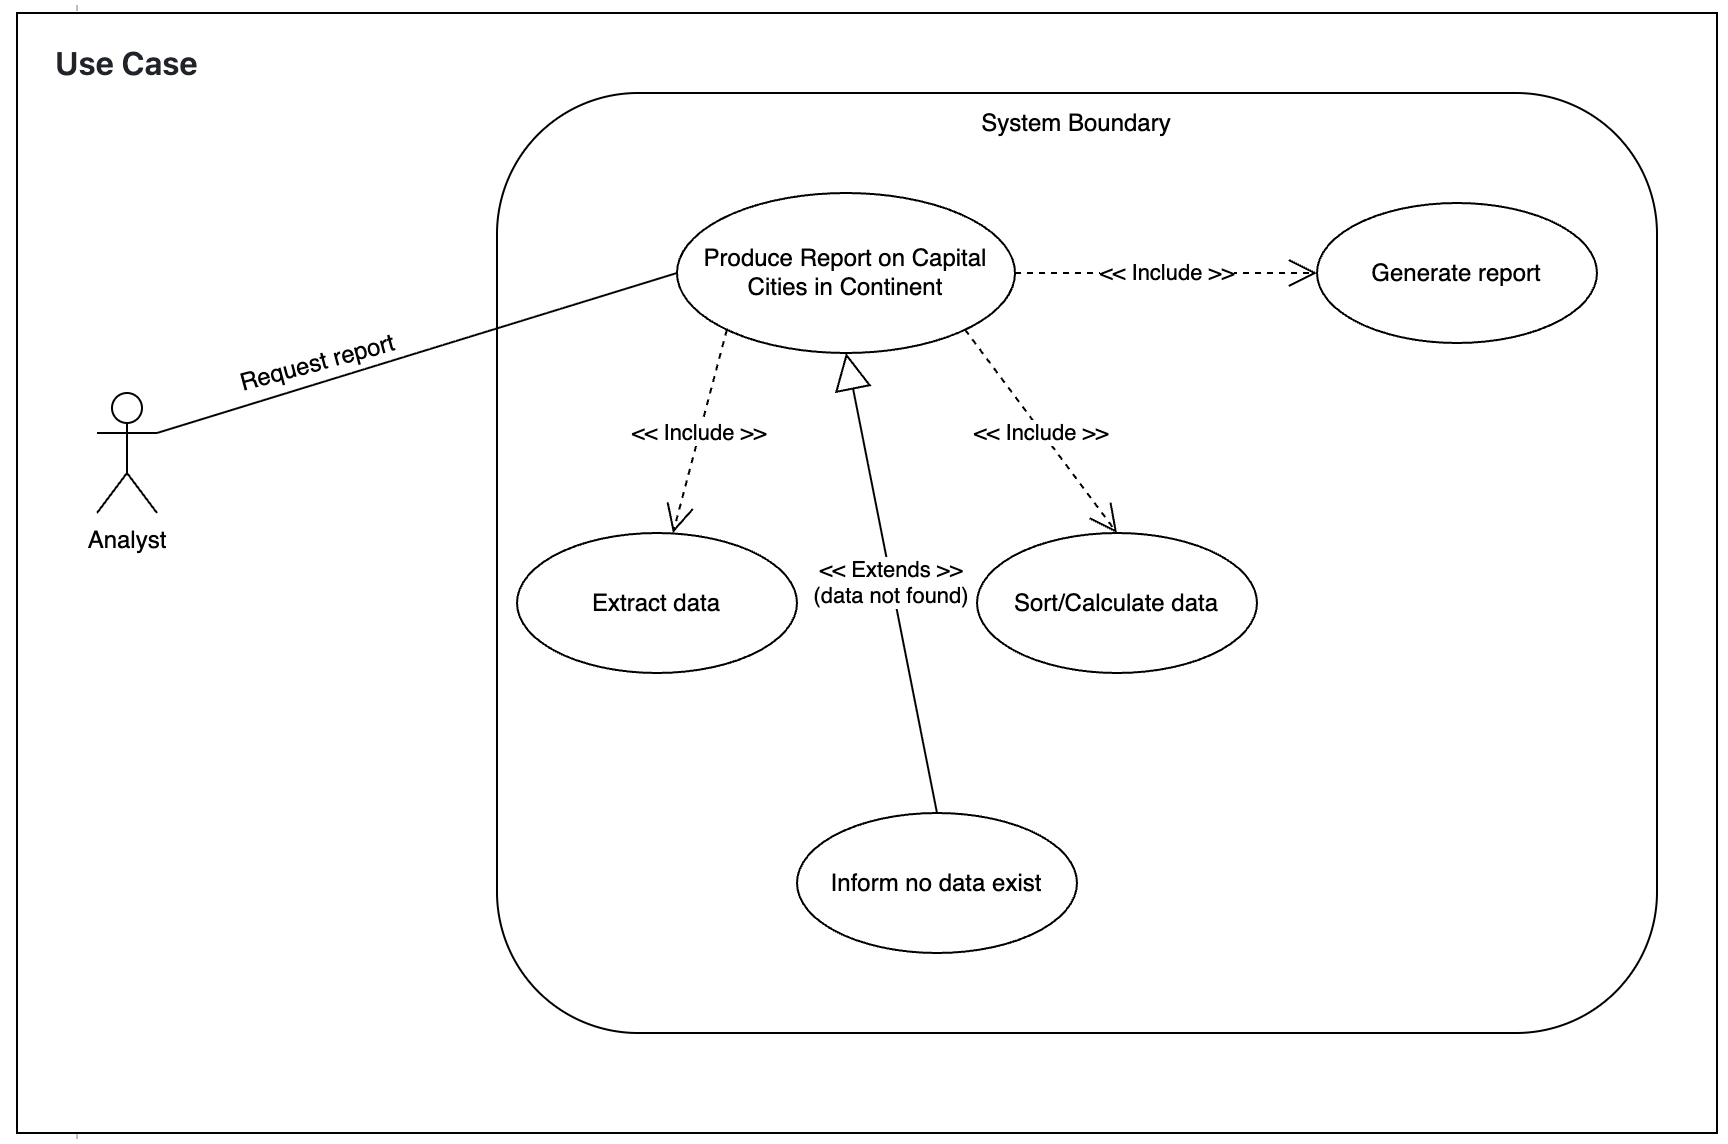 Use Case
System Boundary
Produce Report on Capital
Cities in Continent
<< Include >>
Generate report
Request report
<< Include >>
<< Include >>
Analyst
<< Extends >>
(data not found)
Extract data
Sort/Calculate data
Inform no data exist